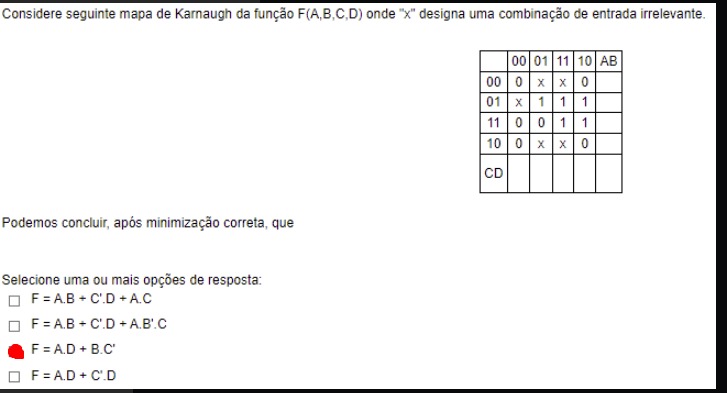 Considere seguinte mapa de Karnaugh da função F(A,B,C,D) onde "x" designa uma combinação de entrada irrelevante.
00 01 11 10 AB
00 0 x x 0
01 x 1 1 1
11 0 0 1 1
10 0 x x 0
CD
Podemos concluir, após minimização correta, que
Selecione uma ou mais opções de resposta:
F = A.B + C'.D + A.C
F = A.B + C'.D + A.B'.C
F = A.D + B.C'
F = A.D + C'.D